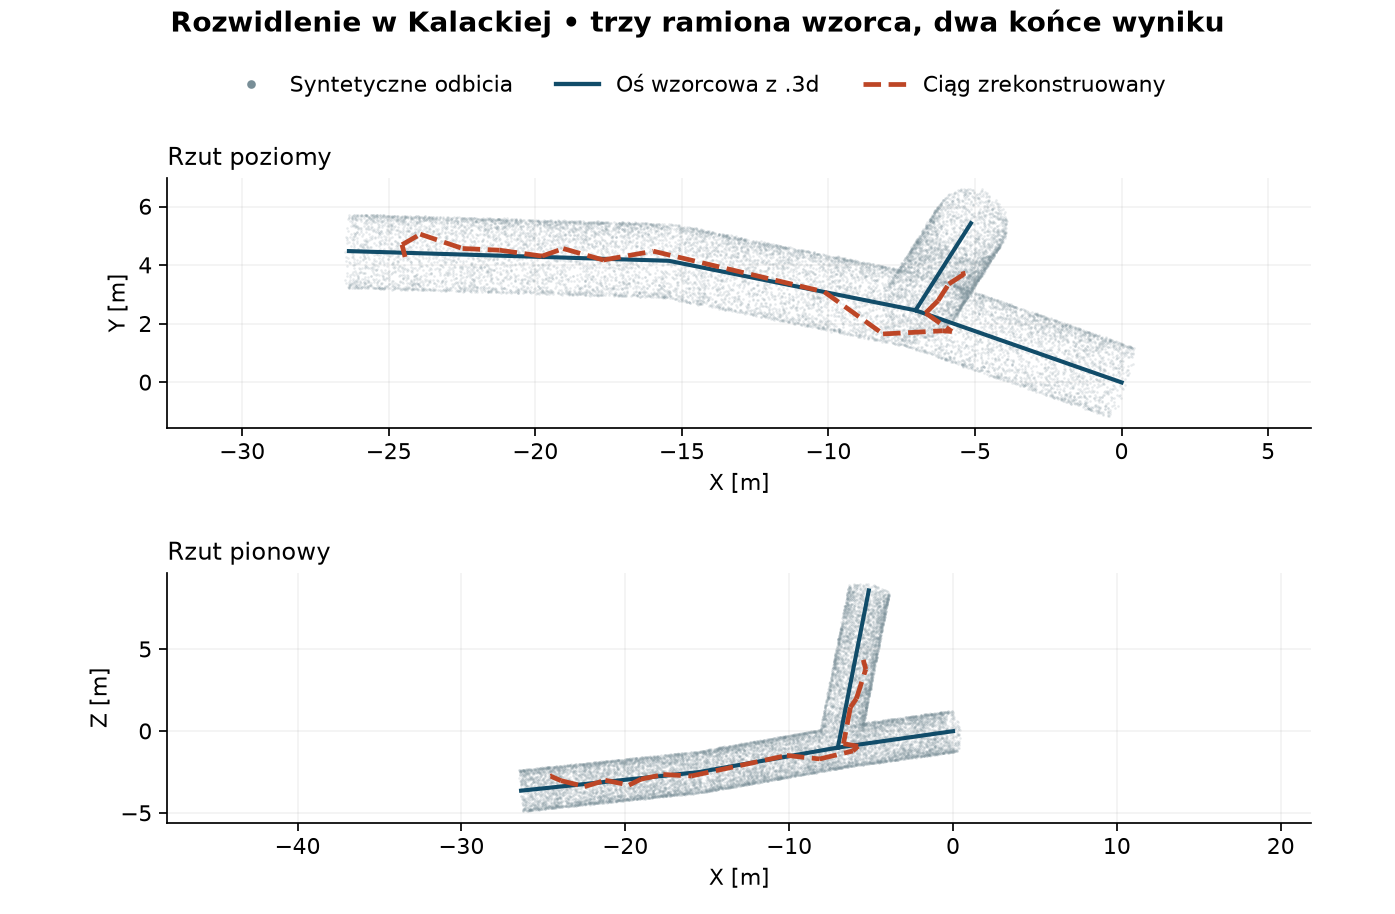 Rozwidlenie w Kalackiej • trzy ramiona wzorca, dwa końce wyniku
Syntetyczne odbicia Oś wzorcowa z .3d Ciąg zrekonstruowany
Rzut poziomy
6
4
2
0
Y [m]
−30 −25 −20 −15 −10 −5 0 5
X [m]
Rzut pionowy
5
0
−5
Z [m]
−40 −30 −20 −10 0 10 20
X [m]